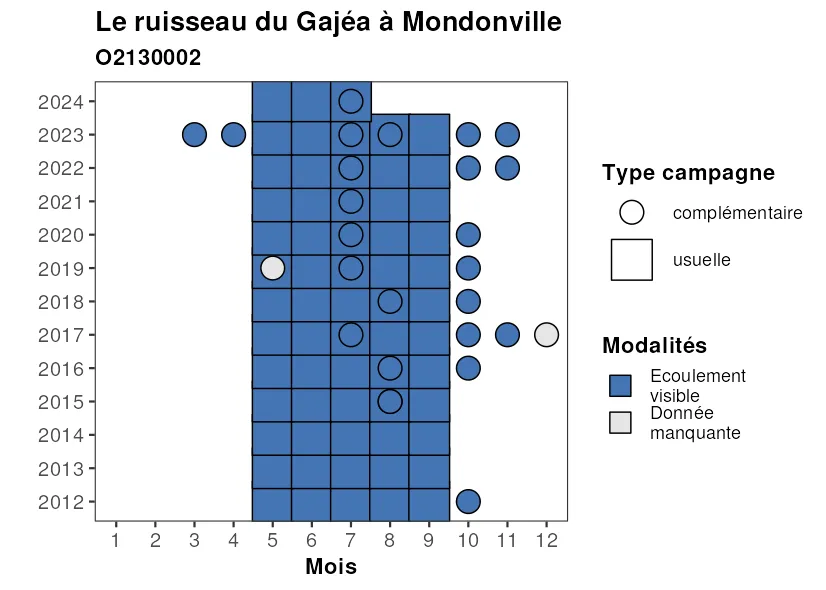 Le ruisseau du Gajéa à Mondonville
O2130002
2024
2023
2022
2021
2020
2019
2018
2017
2016
2015
2014
2013
2012
1 2 3 4 5 6 7 8 9 10 11 12
Mois
Type campagne
complémentaire
usuelle
Modalités
Ecoulement
visible
Donnée
manquante